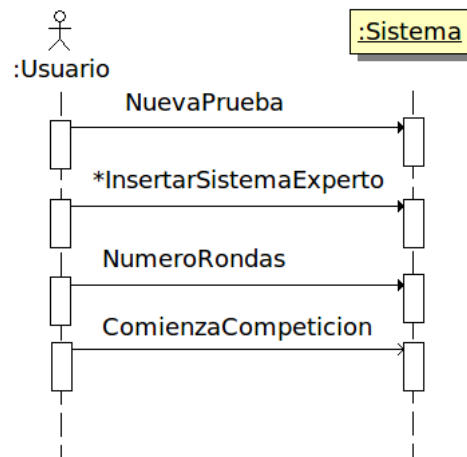 :Sistema
:Usuario
NuevaPrueba
*InsertarSistemaExperto
NumeroRondas
ComienzaCompeticion